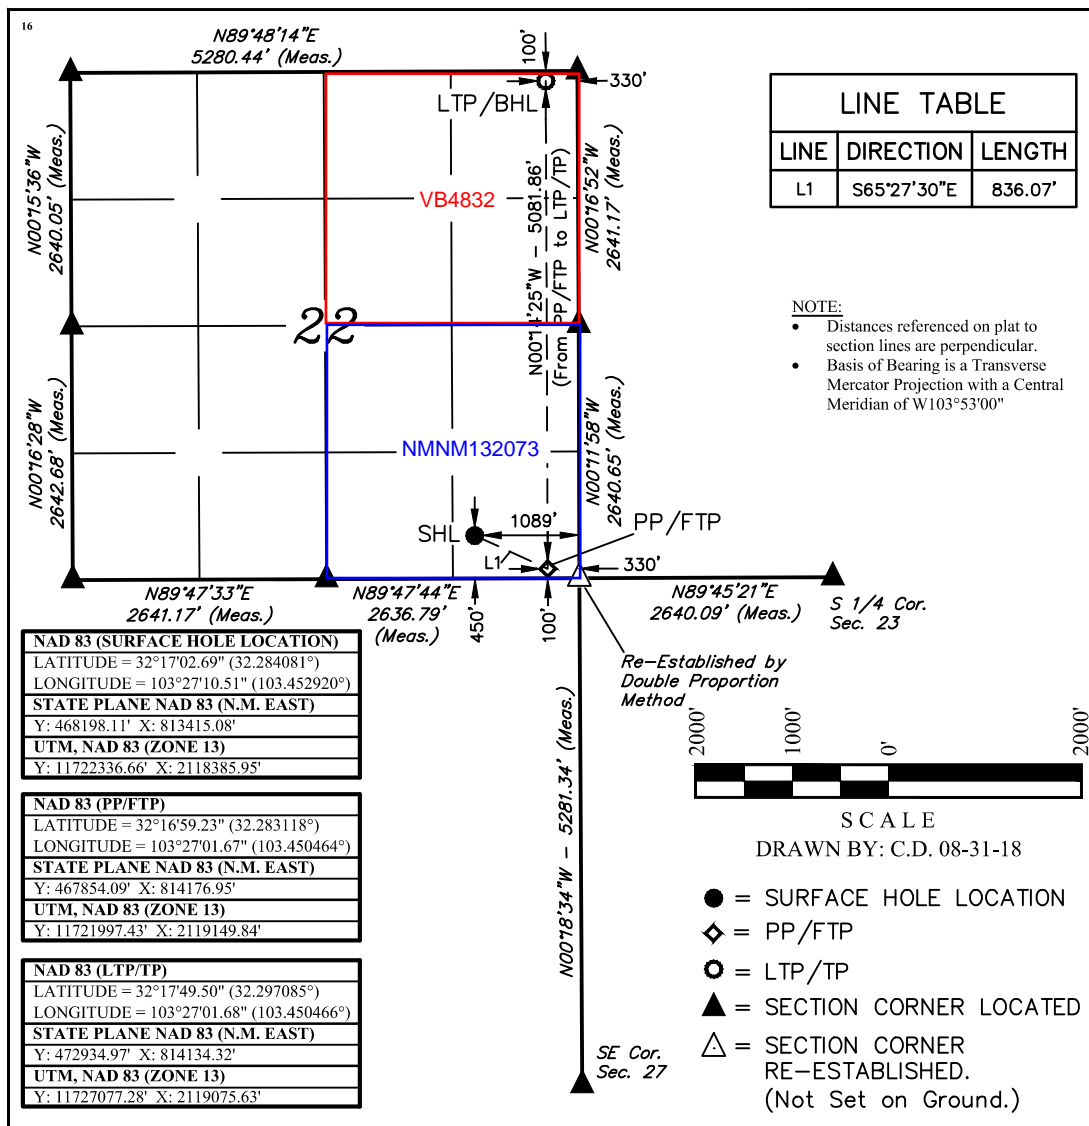 16
N89°48'14"E
5280.44' (Meas.)
100'
330'
LTP/BHL
N00°15'36"W
2640.05' (Meas.)
VB4832
N00°14'25"W - 5081.86'
(From PP/FTP to LTP/TP)
N00°16'52"W
2641.17' (Meas.)
LINE TABLE
LINE DIRECTION LENGTH
L1 S65°27'30"E 836.07'
22
NOTE:
• Distances referenced on plat to
section lines are perpendicular.
• Basis of Bearing is a Transverse
Mercator Projection with a Central
Meridian of W103°53'00"
N00°16'28"W
2642.68' (Meas.)
NMNM132073
N00°11'58"W
2640.65' (Meas.)
SHL
1089'
PP/FTP
L1
330'
N89°47'33"E
2641.17' (Meas.)
N89°47'44"E
2636.79'
(Meas.)
450'
100'
N89°45'21"E
2640.09' (Meas.)
S 1/4 Cor.
Sec. 23
Re-Established by
Double Proportion
Method
N00°18'34"W - 5281.34' (Meas.)
SE Cor.
Sec. 27
NAD 83 (SURFACE HOLE LOCATION)
LATITUDE = 32°17'02.69" (32.284081°)
LONGITUDE = 103°27'10.51" (103.452920°)
STATE PLANE NAD 83 (N.M. EAST)
Y: 468198.11' X: 813415.08'
UTM, NAD 83 (ZONE 13)
Y: 11722336.66' X: 2118385.95'
NAD 83 (PP/FTP)
LATITUDE = 32°16'59.23" (32.283118°)
LONGITUDE = 103°27'01.67" (103.450464°)
STATE PLANE NAD 83 (N.M. EAST)
Y: 467854.09' X: 814176.95'
UTM, NAD 83 (ZONE 13)
Y: 11721997.43' X: 2119149.84'
NAD 83 (LTP/TP)
LATITUDE = 32°17'49.50" (32.297085°)
LONGITUDE = 103°27'01.68" (103.450466°)
STATE PLANE NAD 83 (N.M. EAST)
Y: 472934.97' X: 814134.32'
UTM, NAD 83 (ZONE 13)
Y: 11727077.28' X: 2119075.63'
2000' 1000' 0' 2000'
SCALE
DRAWN BY: C.D. 08-31-18
= SURFACE HOLE LOCATION
= PP/FTP
= LTP/TP
= SECTION CORNER LOCATED
= SECTION CORNER
RE-ESTABLISHED.
(Not Set on Ground.)